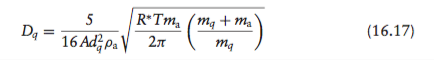 D_q = \frac{5}{16 A d_q^2 \rho_a} \sqrt{\frac{R^* T m_a}{2\pi} \left( \frac{m_q + m_a}{m_q} \right)} (16.17)